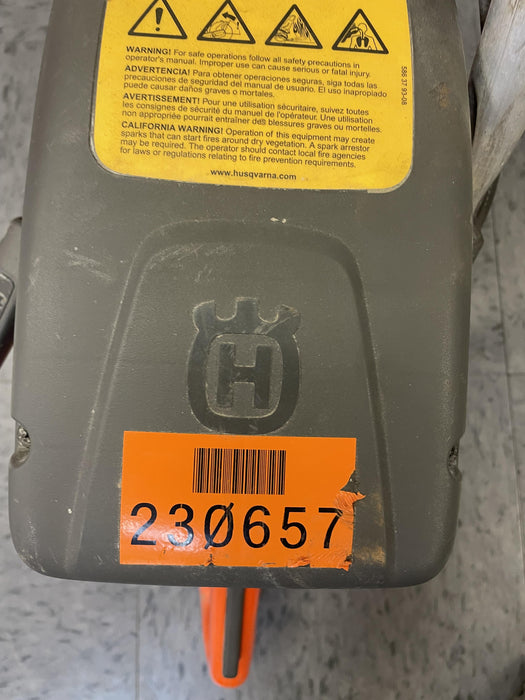 WARNING! For safe operations follow all safety precautions in
operator's manual. Improper use can cause serious or fatal injury.
ADVERTENCIA! Para obtener operaciones seguras, siga todas las
precauciones de seguridad del manual de usuario. El uso inapropiado
puede causar daños graves o mortales.
AVERTISSEMENT! Pour une utilisation sécuritaire, suivez toutes
les consignes de sécurité du manuel de l'opérateur. Une utilisation
non appropriée pourrait entraîner des blessures graves ou mortelles.
CALIFORNIA WARNING! Operation of this equipment may create
sparks that can start fires around dry vegetation. A spark arrestor
may be required. The operator should contact local fire agencies
for laws or regulations relating to fire prevention requirements.
www.husqvarna.com
586 37 93-08
H
230657